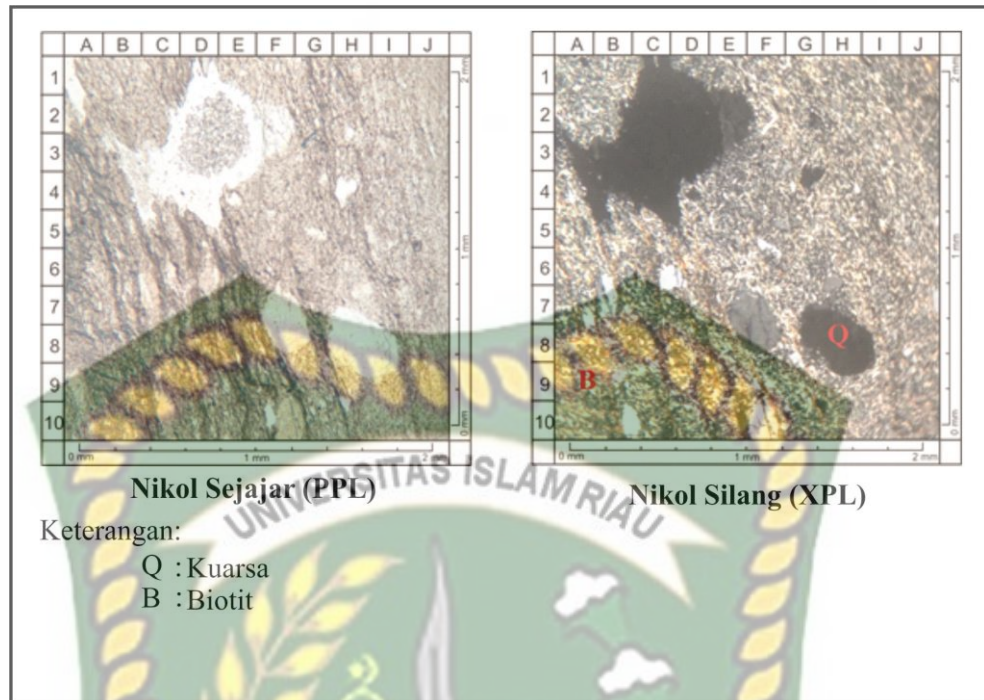 A B C D E F G H I J
A B C D E F G H I J
1
2
3
4
5
6
7
8
9
10
2 mm
1 mm
0 mm
1
2
3
4
5
6
7
8
9
10
2 mm
1 mm
0 mm
Q
B
0 mm 1 mm 2 mm
0 mm 1 mm 2 mm
Nikol Sejajar (PPL)
Nikol Silang (XPL)
UNIVERSITAS ISLAM RIAU
Keterangan:
Q : Kuarsa
B : Biotit